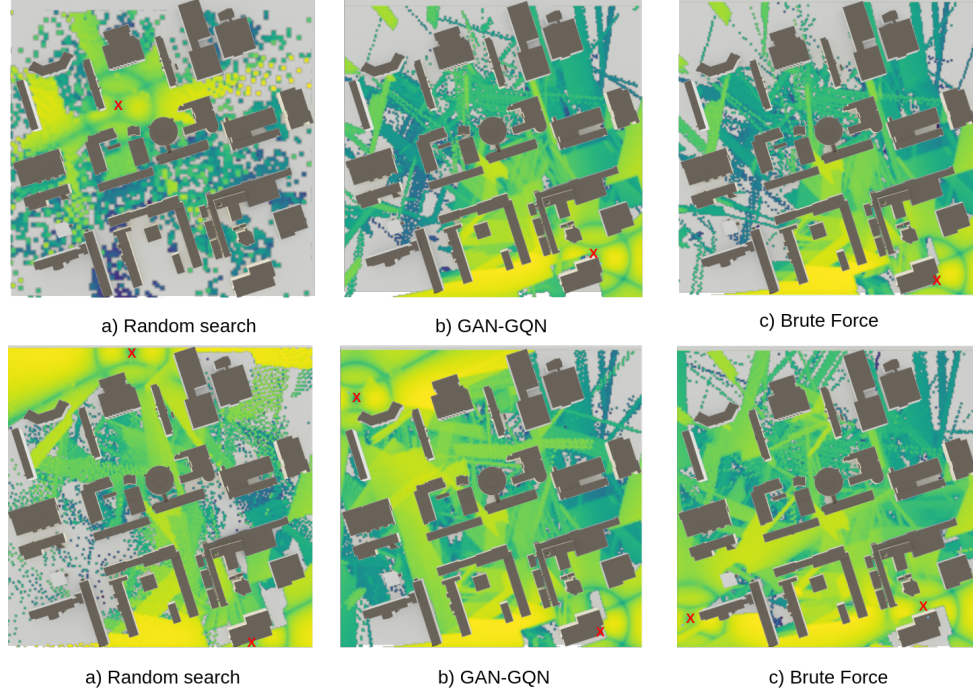 X
X
X
a) Random search
b) GAN-GQN
c) Brute Force
X
X
X
X
X
X
a) Random search
b) GAN-GQN
c) Brute Force